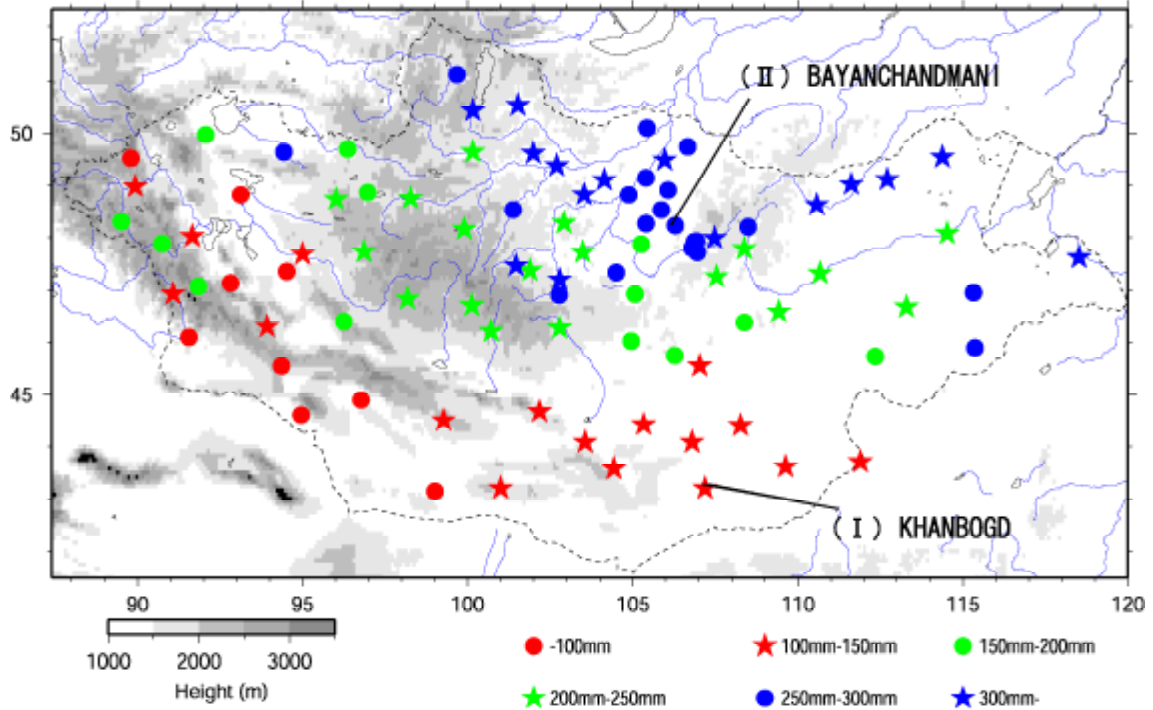 (Ⅱ) BAYANCHANDMANI
50
45
(Ⅰ) KHANBOGD
90 95 100 105 110 115 120
1000 2000 3000
Height (m)
-100mm 100mm-150mm 150mm-200mm
200mm-250mm 250mm-300mm 300mm-